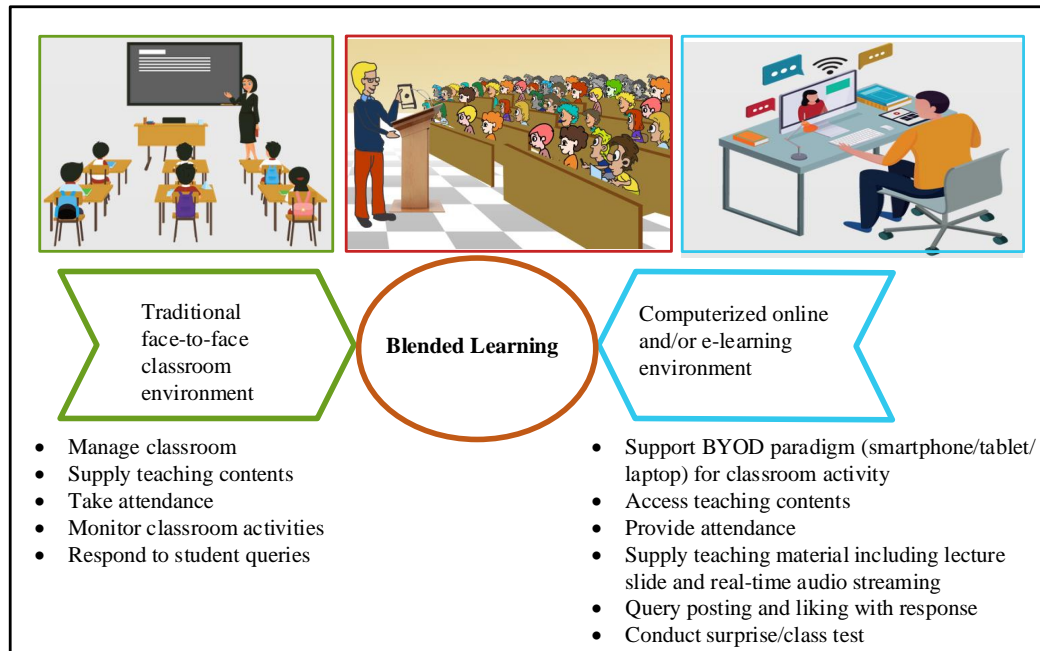 Traditional
face-to-face
classroom
environment
Blended Learning
Computerized online
and/or e-learning
environment
• Manage classroom
• Supply teaching contents
• Take attendance
• Monitor classroom activities
• Respond to student queries
• Support BYOD paradigm (smartphone/tablet/
laptop) for classroom activity
• Access teaching contents
• Provide attendance
• Supply teaching material including lecture
slide and real-time audio streaming
• Query posting and liking with response
• Conduct surprise/class test